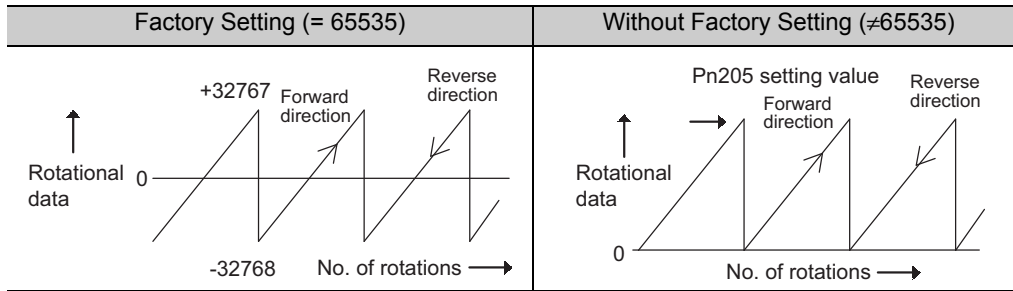 Factory Setting (= 65535)
Without Factory Setting (≠65535)
+32767
Forward
direction
Reverse
direction
Rotational
data
0
-32768
No. of rotations
Pn205 setting value
Forward
direction
Reverse
direction
Rotational
data
0
No. of rotations